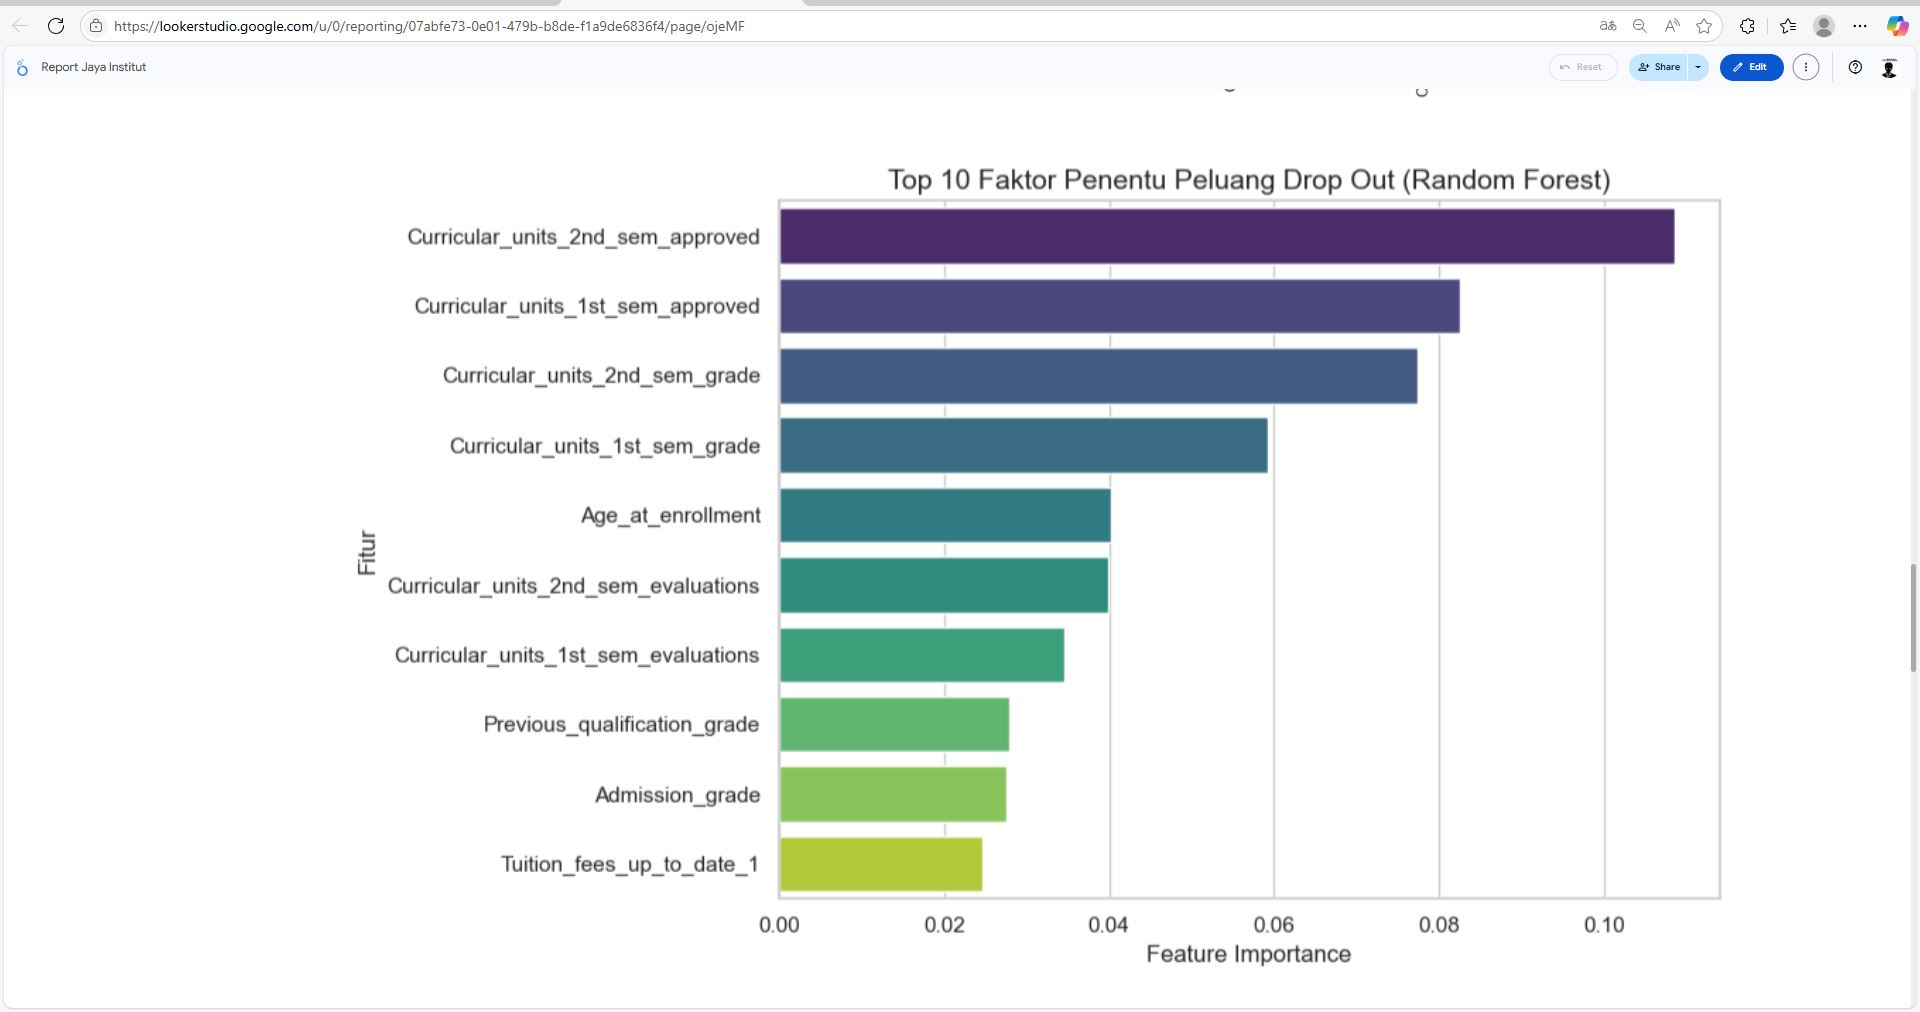 https://lookerstudio.google.com/u/0/reporting/07abfe73-0e01-479b-b8de-f1a9de6836f4/page/ojeMF
Report Jaya Institut
Reset
Share
Edit
Top 10 Faktor Penentu Peluang Drop Out (Random Forest)
Curricular_units_2nd_sem_approved
Curricular_units_1st_sem_approved
Curricular_units_2nd_sem_grade
Curricular_units_1st_sem_grade
Age_at_enrollment
Fitur
Curricular_units_2nd_sem_evaluations
Curricular_units_1st_sem_evaluations
Previous_qualification_grade
Admission_grade
Tuition_fees_up_to_date_1
0.00 0.02 0.04 0.06 0.08 0.10
Feature Importance